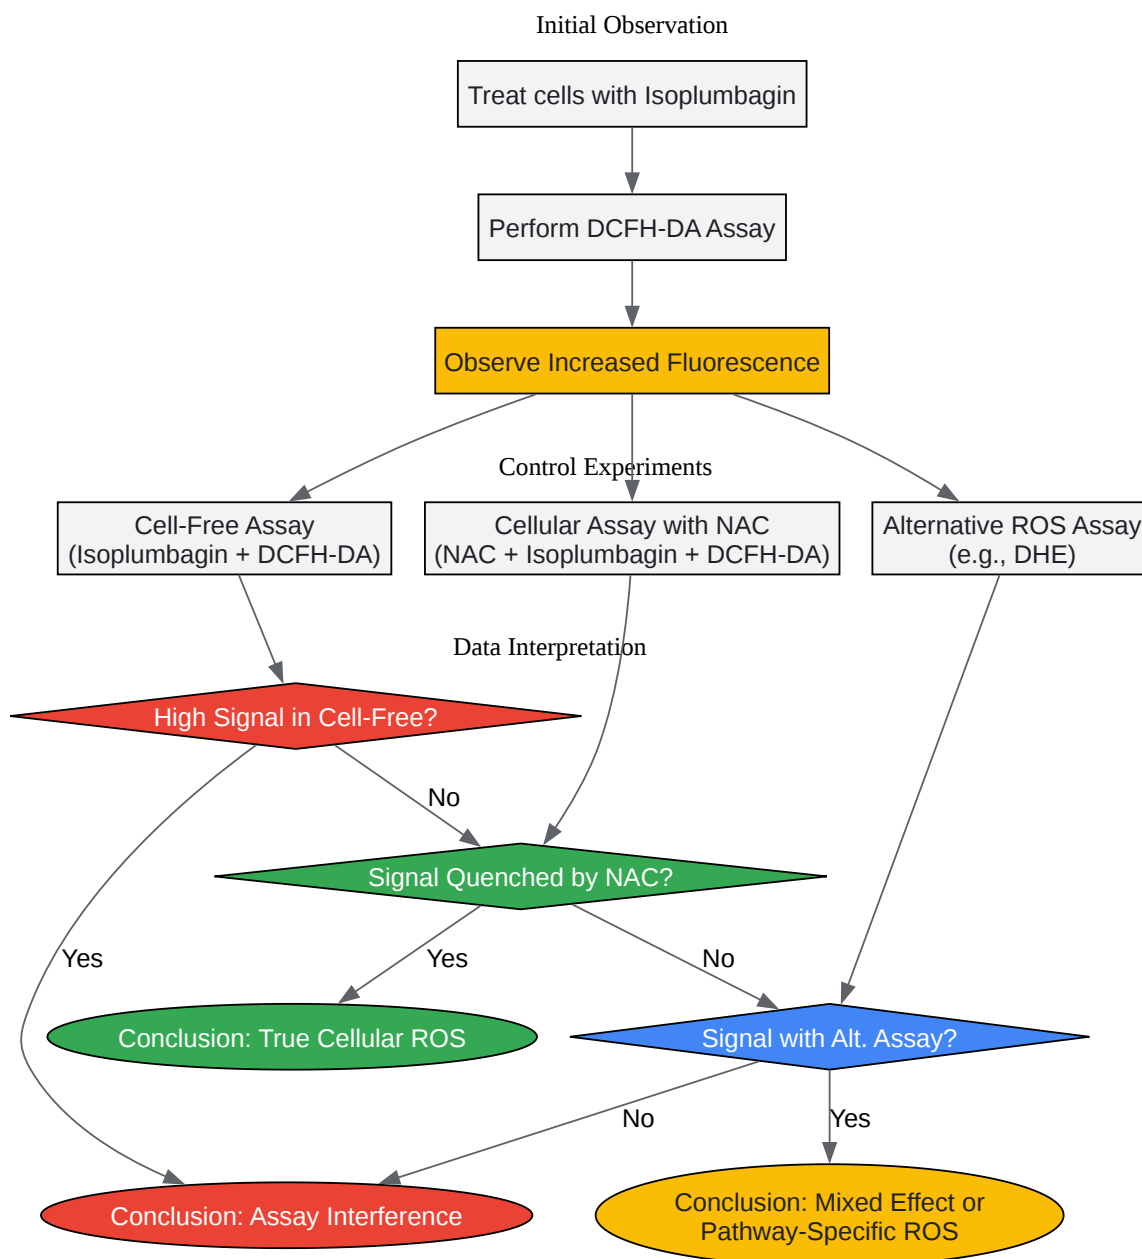 Initial Observation
Treat cells with Isoplumbagin
Perform DCFH-DA Assay
Observe Increased Fluorescence
Control Experiments
Cell-Free Assay
(Isoplumbagin + DCFH-DA)
Cellular Assay with NAC
(NAC + Isoplumbagin + DCFH-DA)
Alternative ROS Assay
(e.g., DHE)
Data Interpretation
High Signal in Cell-Free?
No
Signal Quenched by NAC?
Yes
Yes
No
Conclusion: True Cellular ROS
Signal with Alt. Assay?
No
Yes
Conclusion: Assay Interference
Conclusion: Mixed Effect or
Pathway-Specific ROS